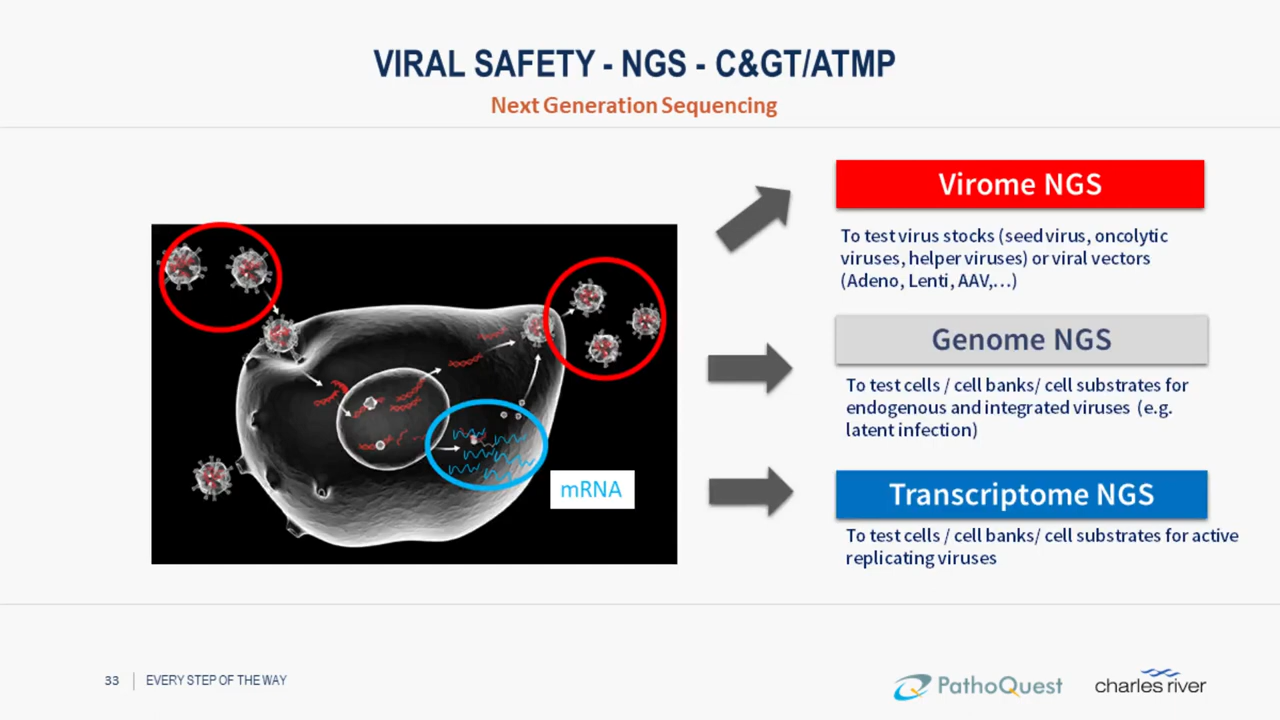 VIRAL SAFETY - NGS - C&GT/ATMP
Next Generation Sequencing
Virome NGS
To test virus stocks (seed virus, oncolytic
viruses, helper viruses) or viral vectors
(Adeno, Lenti, AAV,...)
Genome NGS
To test cells / cell banks/ cell substrates for
endogenous and integrated viruses (e.g.
latent infection)
mRNA
Transcriptome NGS
To test cells / cell banks/ cell substrates for active
replicating viruses
33
EVERY STEP OF THE WAY
PathoQuest
charles river